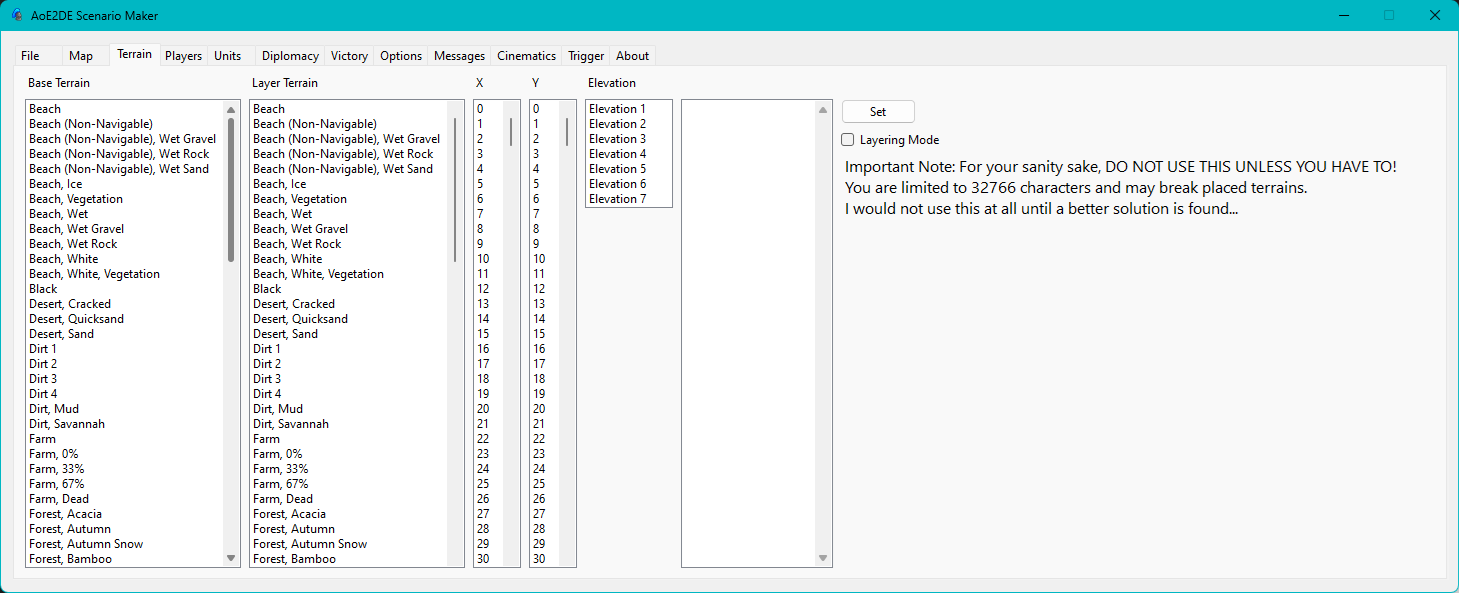 AoE2DE Scenario Maker
File Map Terrain Players Units Diplomacy Victory Options Messages Cinematics Trigger About
Base Terrain Layer Terrain X Y Elevation
Beach Beach 0 0 Elevation 1 Set
Beach (Non-Navigable) Beach (Non-Navigable) 1 1 Elevation 2
Beach (Non-Navigable), Wet Gravel Beach (Non-Navigable), Wet Gravel 2 2 Elevation 3 Layering Mode
Beach (Non-Navigable), Wet Rock Beach (Non-Navigable), Wet Rock 3 3 Elevation 4
Beach (Non-Navigable), Wet Sand Beach (Non-Navigable), Wet Sand 4 4 Elevation 5 Important Note: For your sanity sake, DO NOT USE THIS UNLESS YOU HAVE TO!
Beach, Ice Beach, Ice 5 5 Elevation 6 You are limited to 32766 characters and may break placed terrains.
Beach, Vegetation Beach, Vegetation 6 6 Elevation 7
Beach, Wet Beach, Wet 7 7 I would not use this at all until a better solution is found...
Beach, Wet Gravel Beach, Wet Gravel 8 8
Beach, Wet Rock Beach, Wet Rock 9 9
Beach, White Beach, White 10 10
Beach, White, Vegetation Beach, White, Vegetation 11 11
Black Black 12 12
Desert, Cracked Desert, Cracked 13 13
Desert, Quicksand Desert, Quicksand 14 14
Desert, Sand Desert, Sand 15 15
Dirt 1 Dirt 1 16 16
Dirt 2 Dirt 2 17 17
Dirt 3 Dirt 3 18 18
Dirt 4 Dirt 4 19 19
Dirt, Mud Dirt, Mud 20 20
Dirt, Savannah Dirt, Savannah 21 21
Farm Farm 22 22
Farm, 0% Farm, 0% 23 23
Farm, 33% Farm, 33% 24 24
Farm, 67% Farm, 67% 25 25
Farm, Dead Farm, Dead 26 26
Forest, Acacia Forest, Acacia 27 27
Forest, Autumn Forest, Autumn 28 28
Forest, Autumn Snow Forest, Autumn Snow 29 29
Forest, Bamboo Forest, Bamboo 30 30